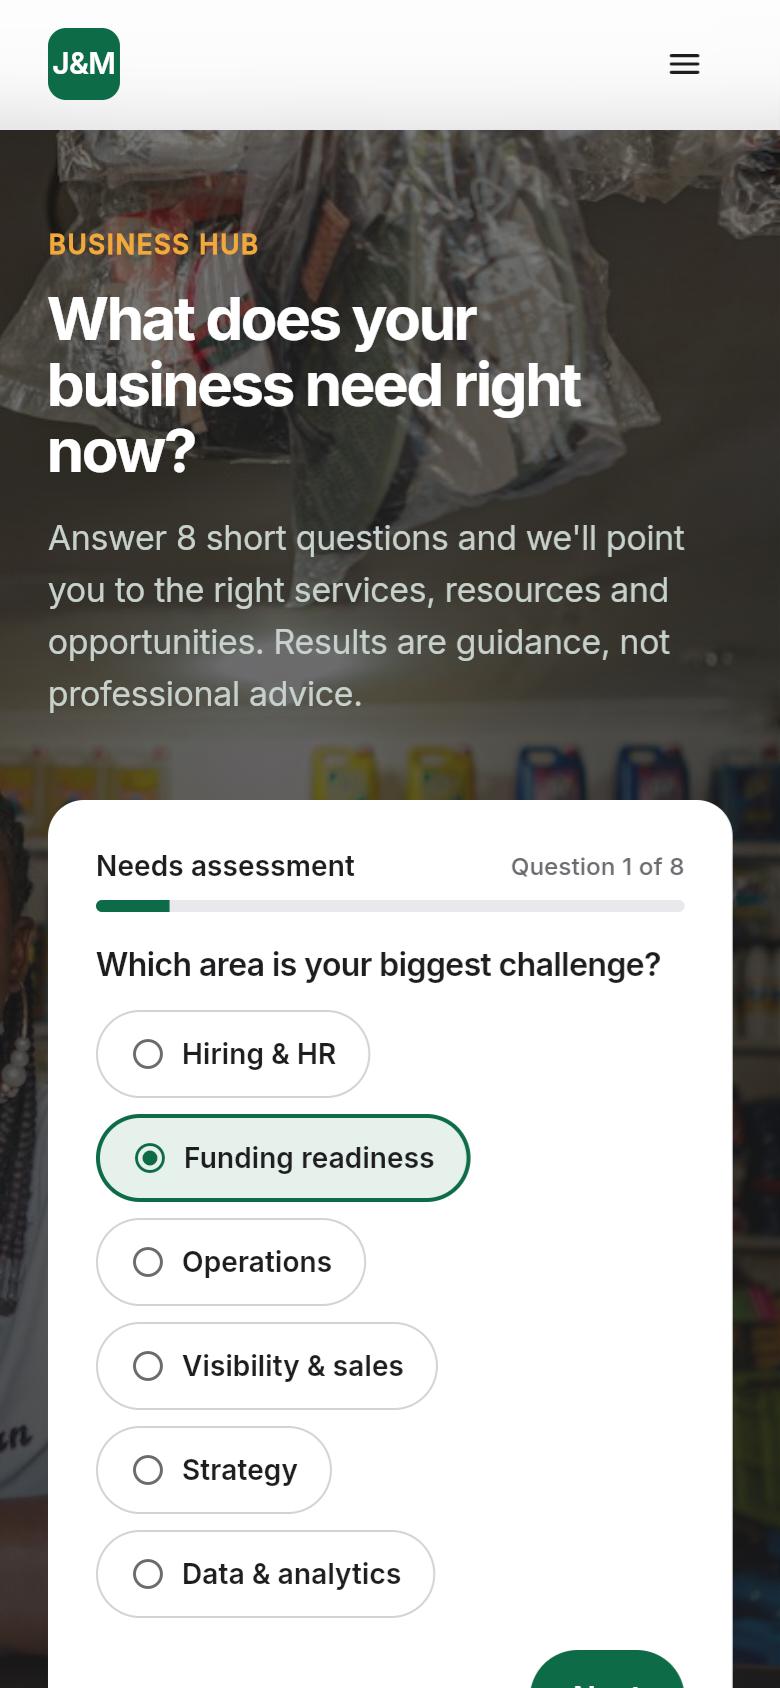 J&M
BUSINESS HUB
What does your
business need right
now?
Answer 8 short questions and we'll point
you to the right services, resources and
opportunities. Results are guidance, not
professional advice.
Needs assessment
Question 1 of 8
Which area is your biggest challenge?
Hiring & HR
Funding readiness
Operations
Visibility & sales
Strategy
Data & analytics